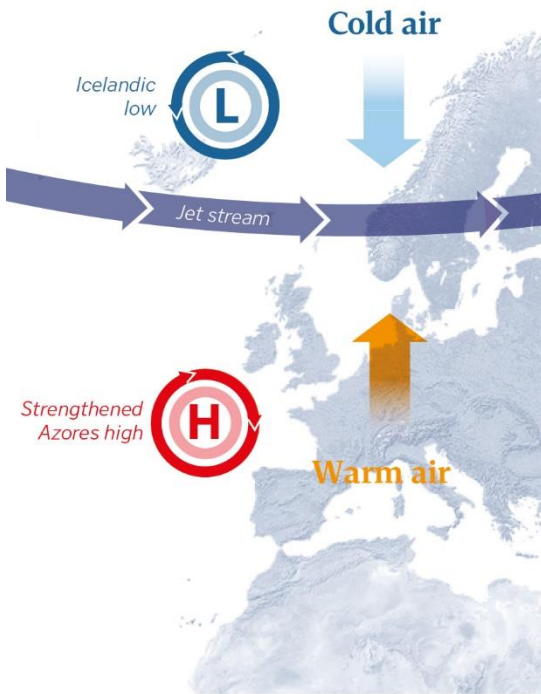 Cold air
Icelandic
low
L
Jet stream
Strengthened
Azores high
H
Warm air